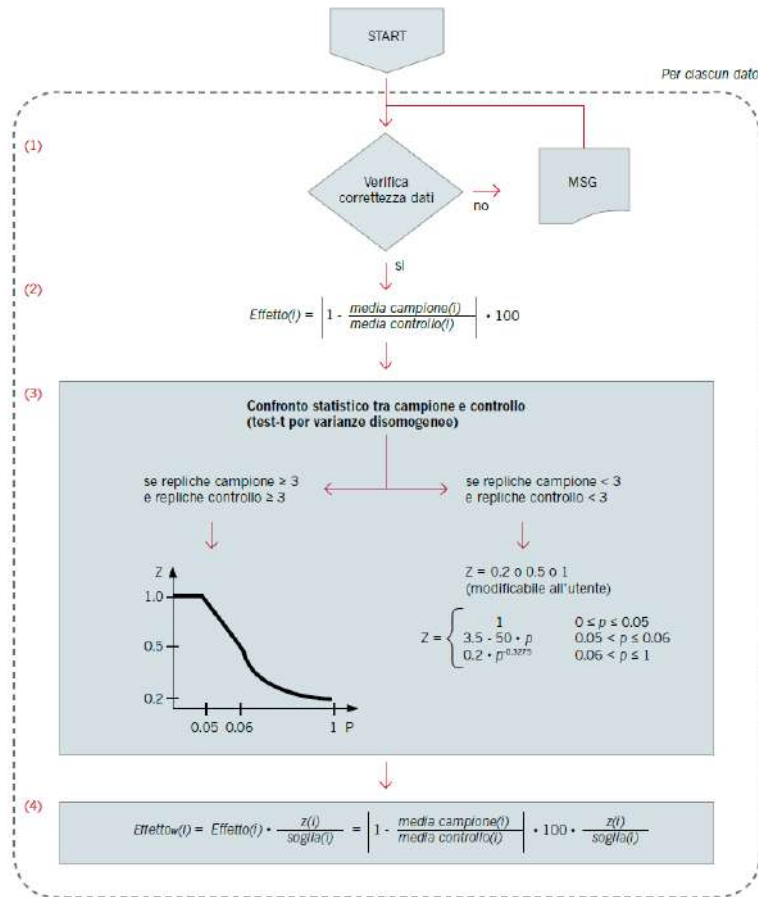 START
Per ciascun dato
(1)
Verifica
correttezza dati
no
MSG
si
(2)
Effetto(i) = | 1 - media campione(i) / media controllo(i) | • 100
(3)
Confronto statistico tra campione e controllo
(test-t per varianze disomogenee)
se repliche campione ≥ 3
e repliche controllo ≥ 3
se repliche campione < 3
e repliche controllo < 3
Z
1.0
0.5
0.2
0.05 0.06 1 P
Z = 0.2 o 0.5 o 1
(modificabile all'utente)
Z = {
1 0 ≤ p ≤ 0.05
3.5 - 50 • p 0.05 < p ≤ 0.06
0.2 • p 0.06 < p ≤ 1
(4)
Effettow(i) = Effetto(i) • z(i) / soglia(i) = | 1 - media campione(i) / media controllo(i) | • 100 • z(i) / soglia(i)